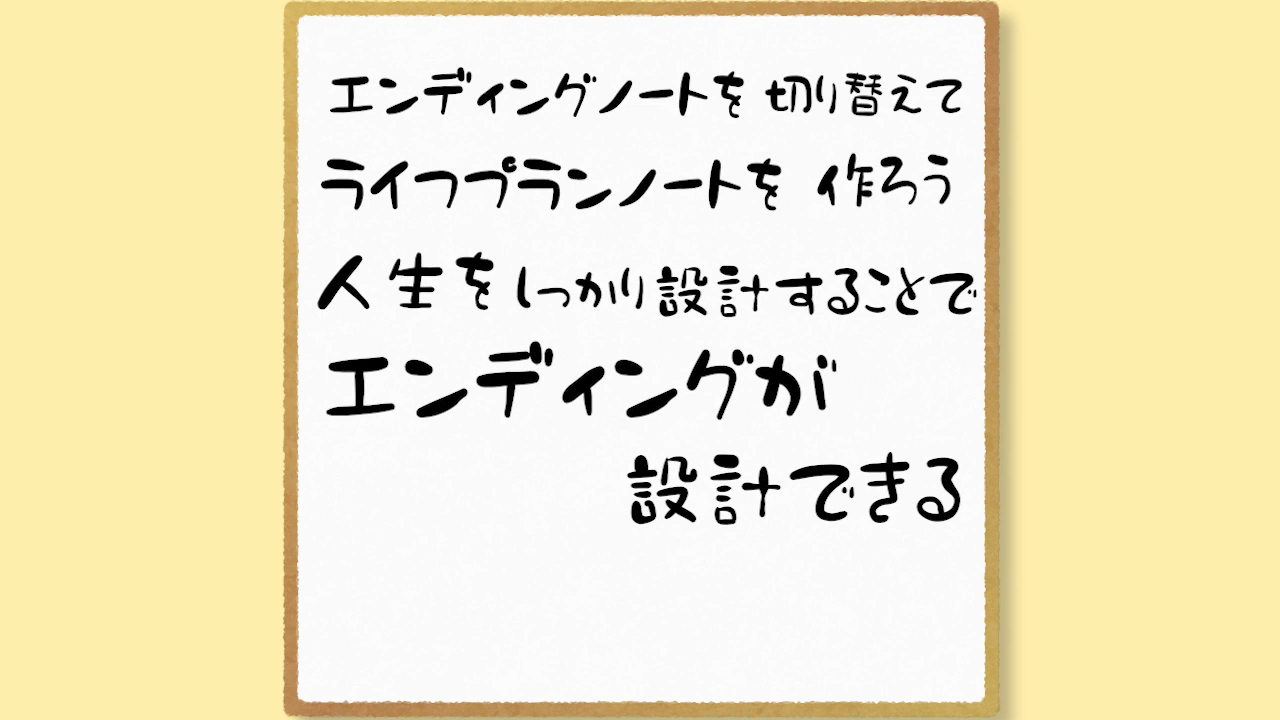 エンディングノートを 切り替えて
ライフプランノートを 作ろう
人生をしっかり設計することで
エンディングが
設計できる